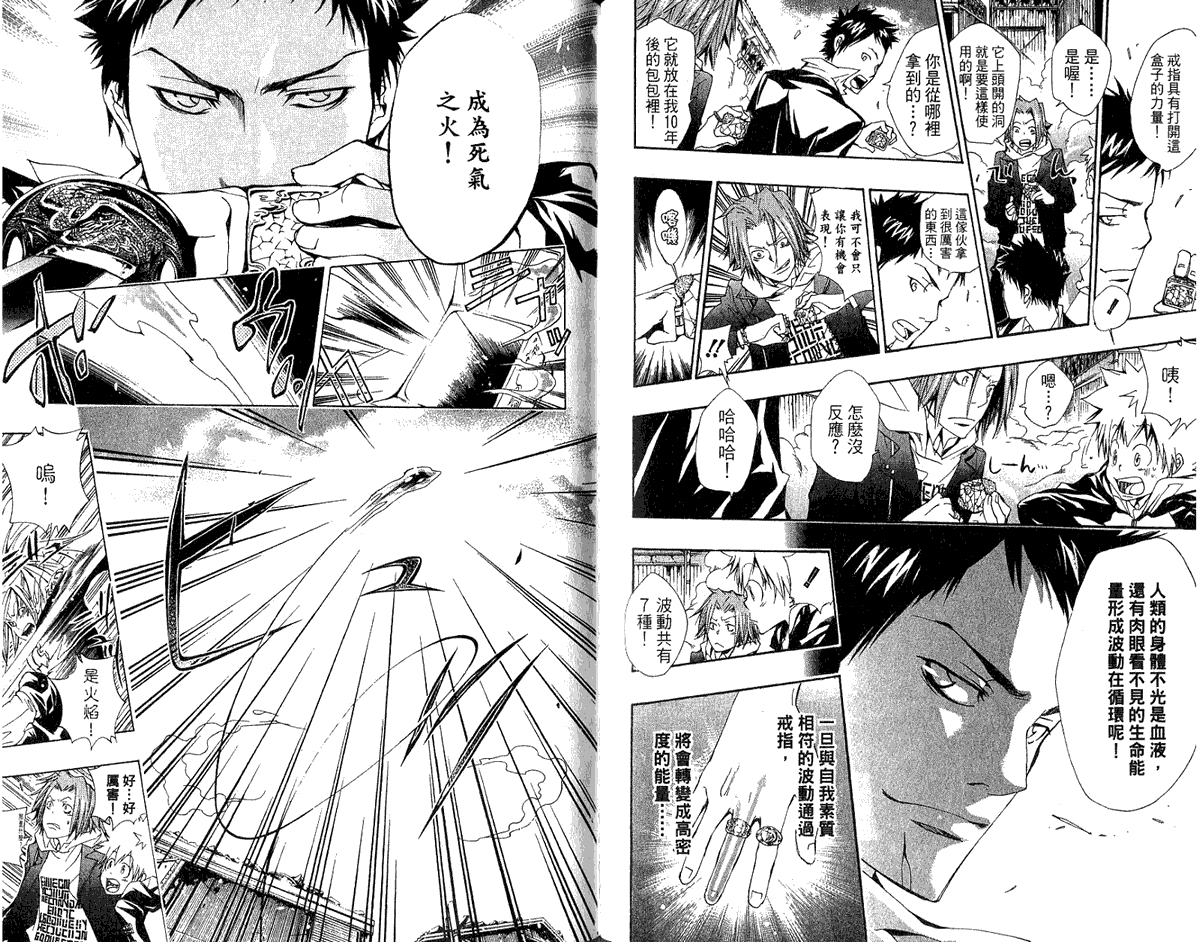 戒指具有打開這
盒子的力量！
是……
是喔！
它上頭開的洞
就是要這樣使
用的啊！
你是從哪裡
拿到的…？
它就放在我10年
後的包包裡！
這傢伙拿
到很厲害
的東西…
我可不會只
讓你有機會
表現！
喀噗
!!
咦！
嗯…？
しーん…
怎麼沒
反應？
哈哈哈！
人類的身體不光是血液，
還有肉眼看不見的生命能
量形成波動在循環呢！
波動共有
7種！
一旦與自我素質
相符的波動通過
戒指，
將會轉變成高密
度的能量……
成為死氣
之火！
嗚！
是火焰！
好…好
厲害！